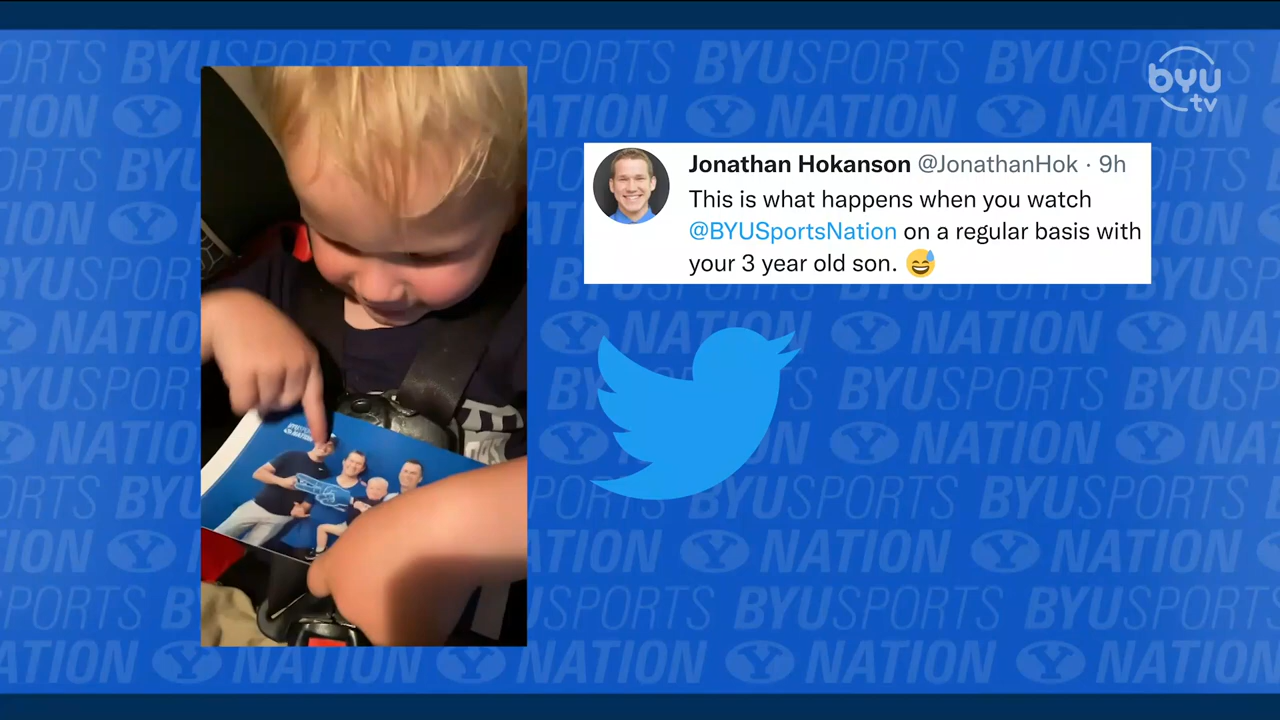 byu
tv
Jonathan Hokanson @JonathanHok · 9h
This is what happens when you watch
@BYUSportsNation on a regular basis with
your 3 year old son. 😅
BYUSPORTS
NATION